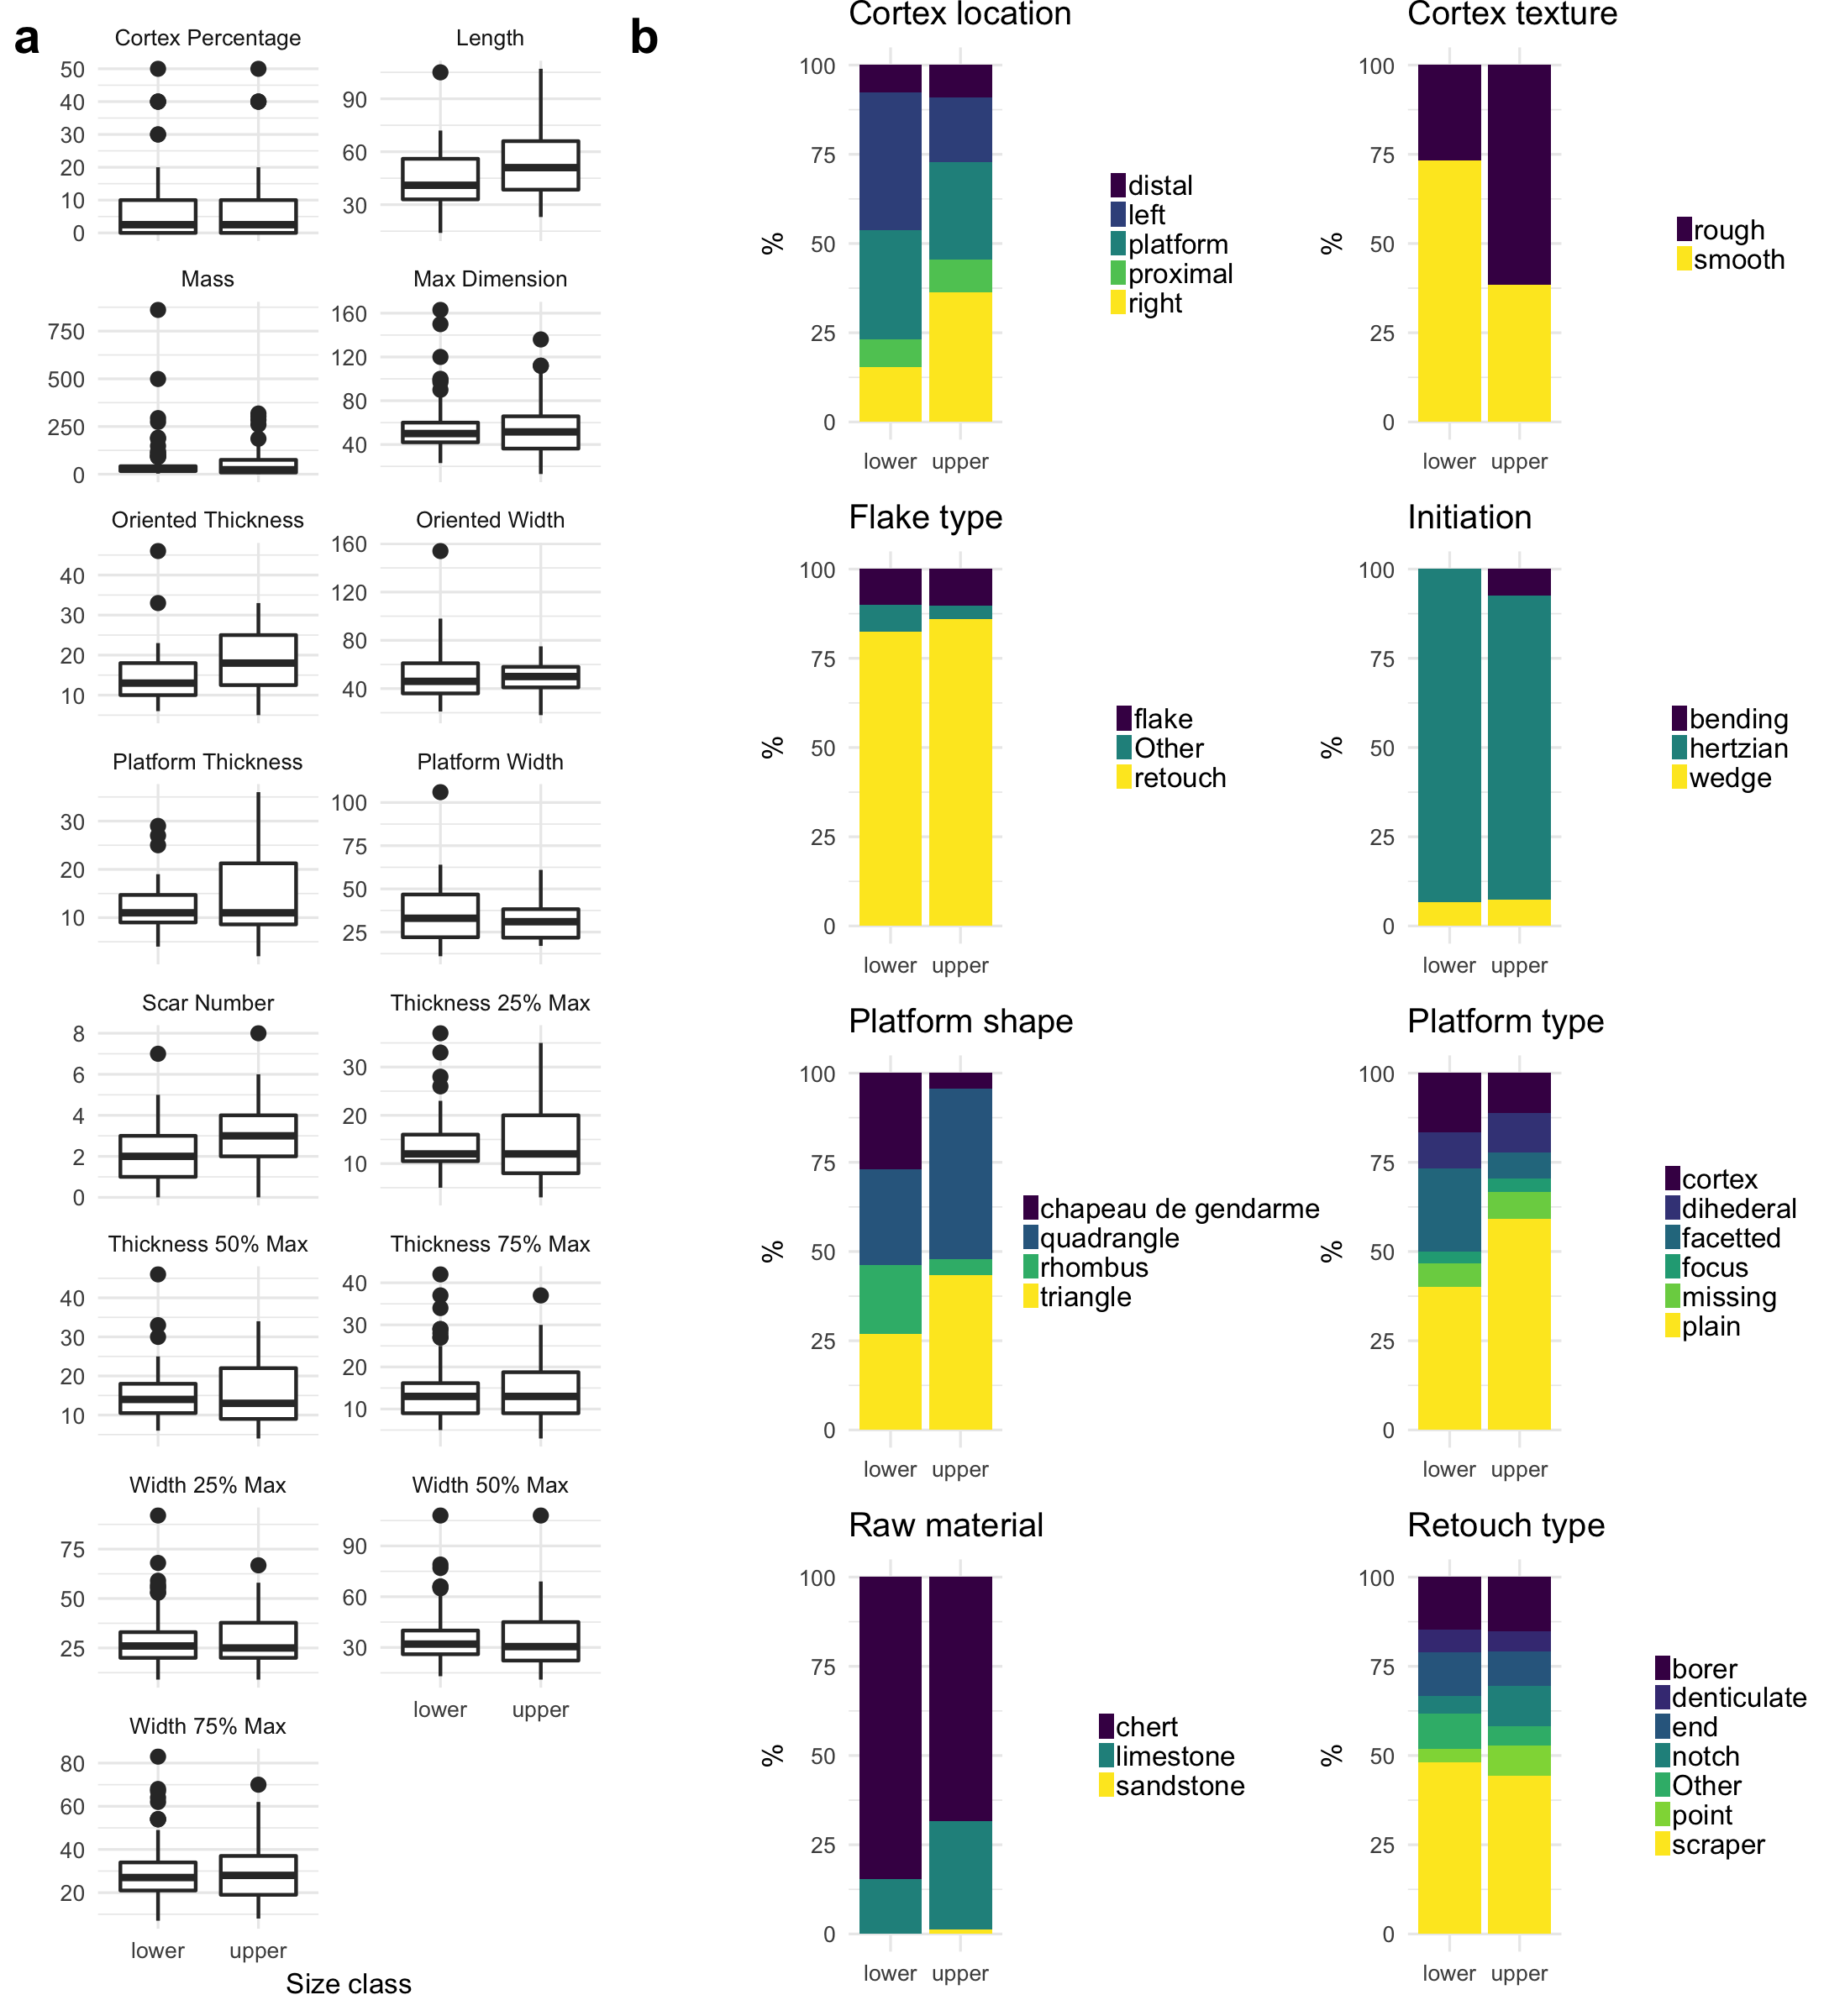 a
Cortex Percentage
50
40
30
20
10
0
Length
90
60
30
Mass
750
500
250
0
Max Dimension
160
120
80
40
Oriented Thickness
40
30
20
10
Oriented Width
160
120
80
40
Platform Thickness
30
20
10
Platform Width
100
75
50
25
Scar Number
8
6
4
2
0
Thickness 25% Max
30
20
10
Thickness 50% Max
40
30
20
10
Thickness 75% Max
40
30
20
10
Width 25% Max
75
50
25
Width 50% Max
90
60
30
lower upper
Width 75% Max
80
60
40
20
lower upper
Size class
b
Cortex location
100
75
50
25
0
%
lower upper
distal
left
platform
proximal
right
Cortex texture
100
75
50
25
0
%
lower upper
rough
smooth
Flake type
100
75
50
25
0
%
lower upper
flake
Other
retouch
Initiation
100
75
50
25
0
%
lower upper
bending
hertzian
wedge
Platform shape
100
75
50
25
0
%
lower upper
chapeau de gendarme
quadrangle
rhombus
triangle
Platform type
100
75
50
25
0
%
lower upper
cortex
dihederal
facetted
focus
missing
plain
Raw material
100
75
50
25
0
%
lower upper
chert
limestone
sandstone
Retouch type
100
75
50
25
0
%
lower upper
borer
denticulate
end
notch
Other
point
scraper